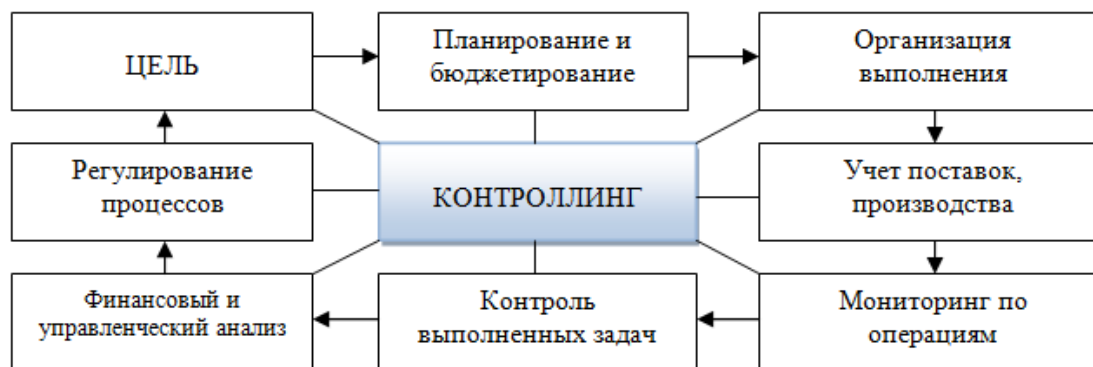 ЦЕЛЬ
Планирование и
бюджетирование
Организация
выполнения
Регулирование
процессов
КОНТРОЛЛИНГ
Учет поставок,
производства
Финансовый и
управленческий анализ
Контроль
выполненных задач
Мониторинг по
операциям